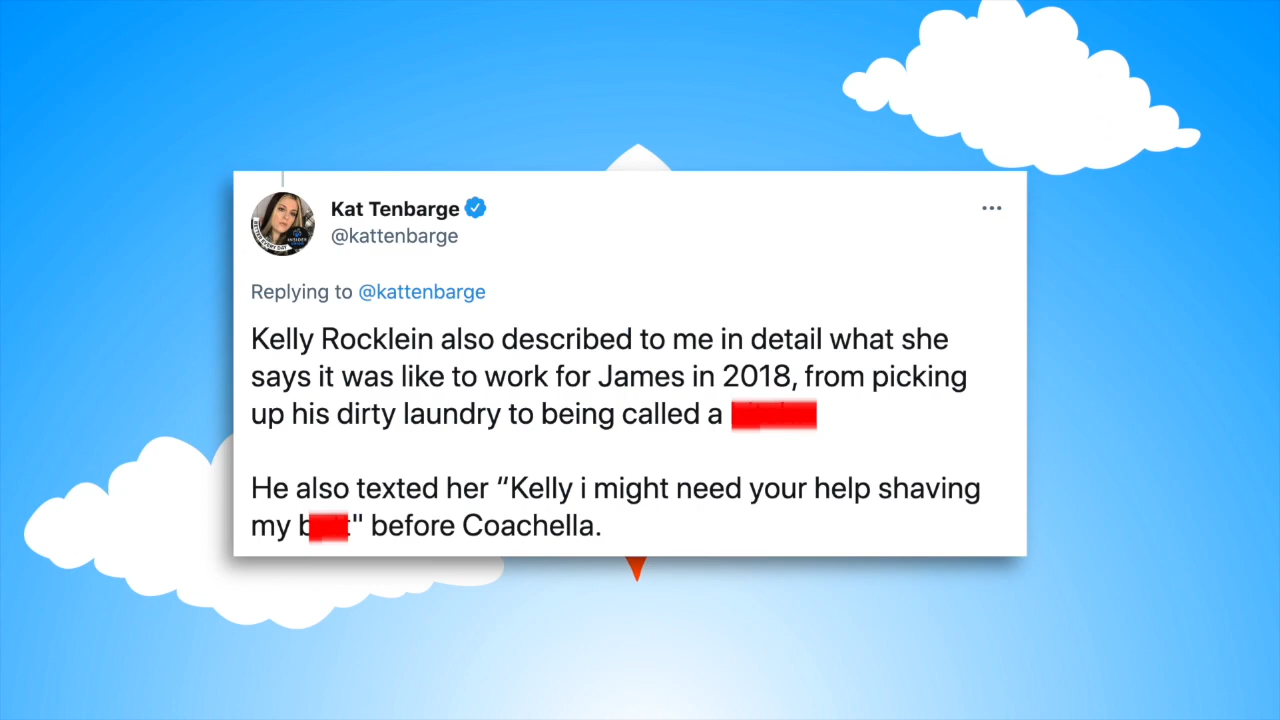 Kat Tenbarge
@kattenbarge
Replying to @kattenbarge
Kelly Rocklein also described to me in detail what she
says it was like to work for James in 2018, from picking
up his dirty laundry to being called a
He also texted her “Kelly i might need your help shaving
my b t" before Coachella.